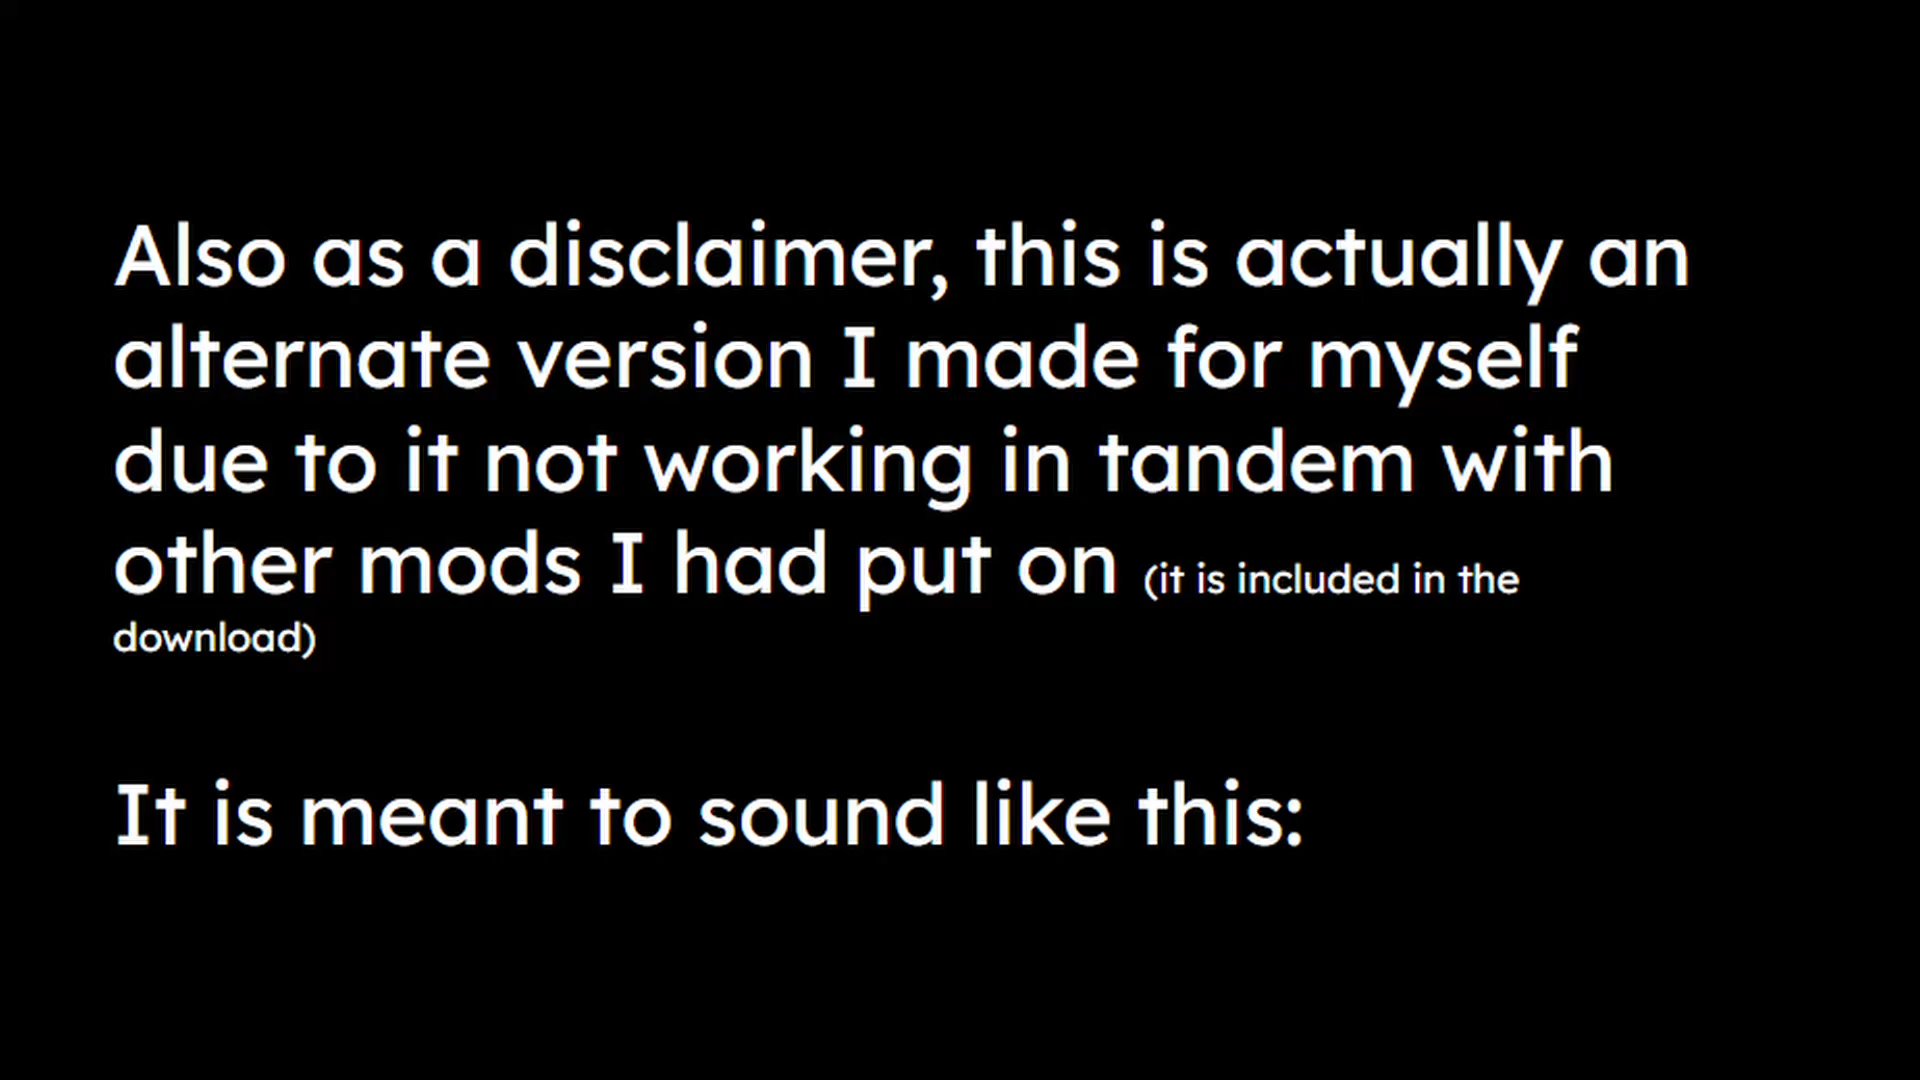 Also as a disclaimer, this is actually an
alternate version I made for myself
due to it not working in tandem with
other mods I had put on (it is included in the
download)
It is meant to sound like this: